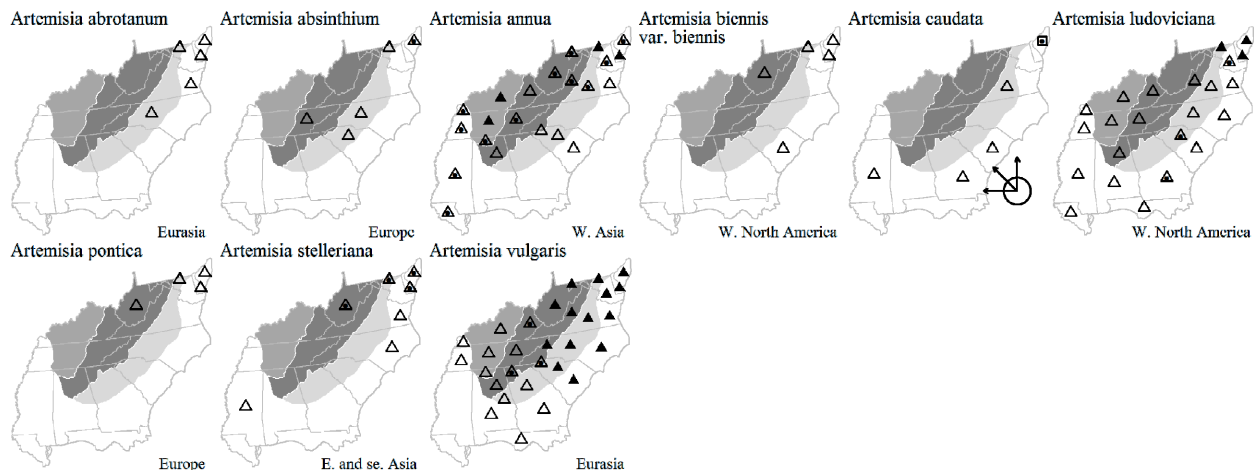 Artemisia abrotanum
Artemisia absinthium
Artemisia annua
Artemisia biennis
var. biennis
Artemisia caudata
Artemisia ludoviciana
Eurasia
Europe
W. Asia
W. North America
W. North America
Artemisia pontica
Artemisia stelleriana
Artemisia vulgaris
Europe
E. and se. Asia
Eurasia